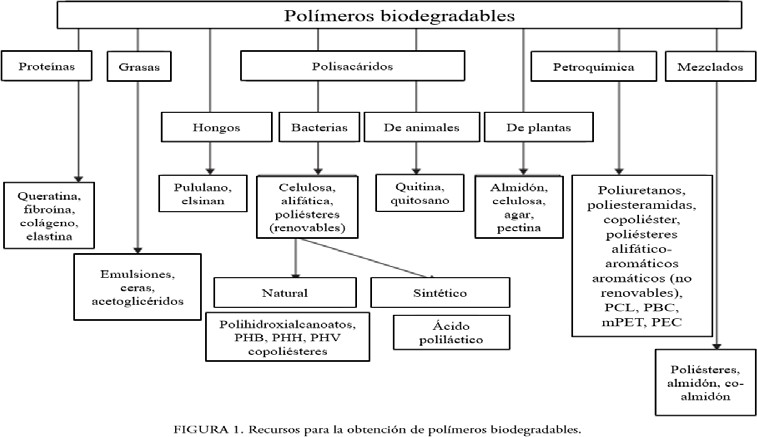 Polímeros biodegradables
Proteínas
Grasas
Polisacáridos
Petroquímica
Mezclados
Hongos
Bacterias
De animales
De plantas
Queratina,
fibroína,
colágeno,
elastina
Pululano,
elsinan
Celulosa,
alifática,
poliésteres
(renovables)
Quitina,
quitosano
Almidón,
celulosa,
agar,
pectina
Poliuretanos,
poliesteramidas,
copoliéster,
poliésteres
alifático-
aromáticos
aromáticos (no
renovables),
PCL, PBC,
mPET, PEC
Emulsiones,
ceras,
acetoglicéridos
Natural
Sintético
Polihidroxialcanoatos,
PHB, PHH, PHV
copoliésteres
Ácido
poliláctico
Poliésteres,
almidón, co-
almidón
FIGURA 1. Recursos para la obtención de polímeros biodegradables.